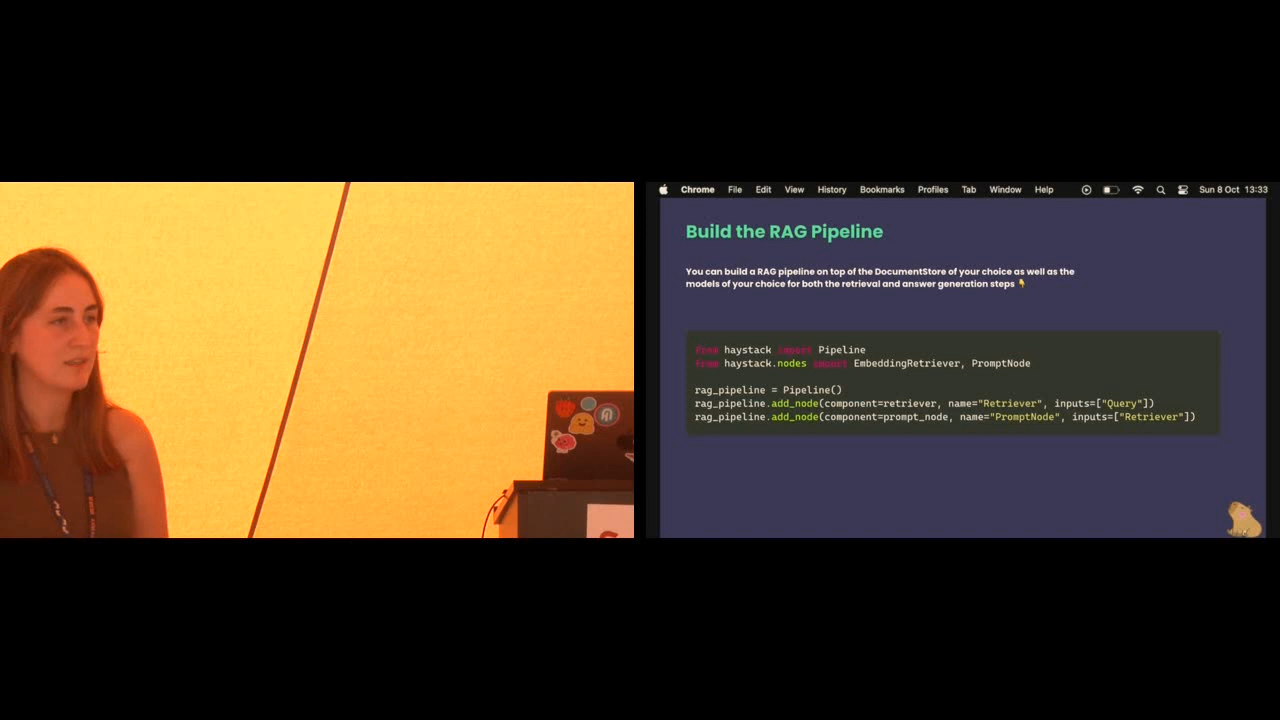 Chrome File Edit View History Bookmarks Profiles Tab Window Help Sun 8 Oct 13:33
Build the RAG Pipeline
You can build a RAG pipeline on top of the DocumentStore of your choice as well as the
models of your choice for both the retrieval and answer generation steps 👇
from haystack import Pipeline
from haystack.nodes import EmbeddingRetriever, PromptNode
rag_pipeline = Pipeline()
rag_pipeline.add_node(component=retriever, name="Retriever", inputs=["Query"])
rag_pipeline.add_node(component=prompt_node, name="PromptNode", inputs=["Retriever"])